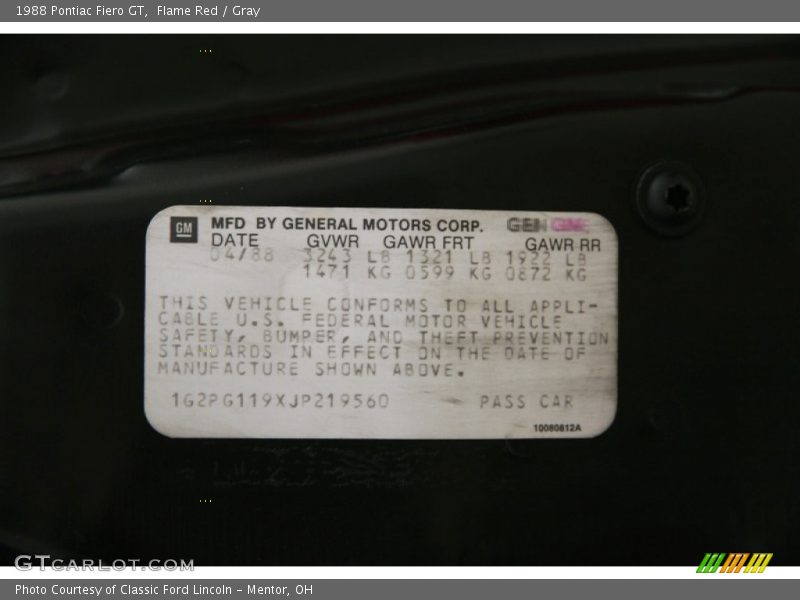 1988 Pontiac Fiero GT, Flame Red / Gray
GM MFD BY GENERAL MOTORS CORP. GEN GM
DATE GVWR GAWR FRT GAWR RR
04/88 3243 LB 1321 LB 1922 LB
1471 KG 0599 KG 0872 KG
THIS VEHICLE CONFORMS TO ALL APPLI-
CABLE U.S. FEDERAL MOTOR VEHICLE
SAFETY, BUMPER, AND THEFT PREVENTION
STANDARDS IN EFFECT ON THE DATE OF
MANUFACTURE SHOWN ABOVE.
1G2PG119XJP219560 PASS CAR
10080812A
GTCARLOT.COM
Photo Courtesy of Classic Ford Lincoln - Mentor, OH